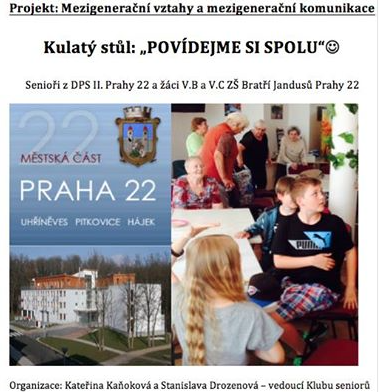 Projekt: Mezigenerační vztahy a mezigenerační komunikace
Kulatý stůl: „POVÍDEJME SI SPOLU“☺
Senioři z DPS II. Prahy 22 a žáci V.B a V.C ZŠ Bratří Jandusů Prahy 22
22
MĚSTSKÁ ČÁST
PRAHA 22
UHŘÍNĚVES PITKOVICE HÁJEK
PUMA
Organizace: Kateřina Kaňoková a Stanislava Drozenová – vedoucí Klubu seniorů